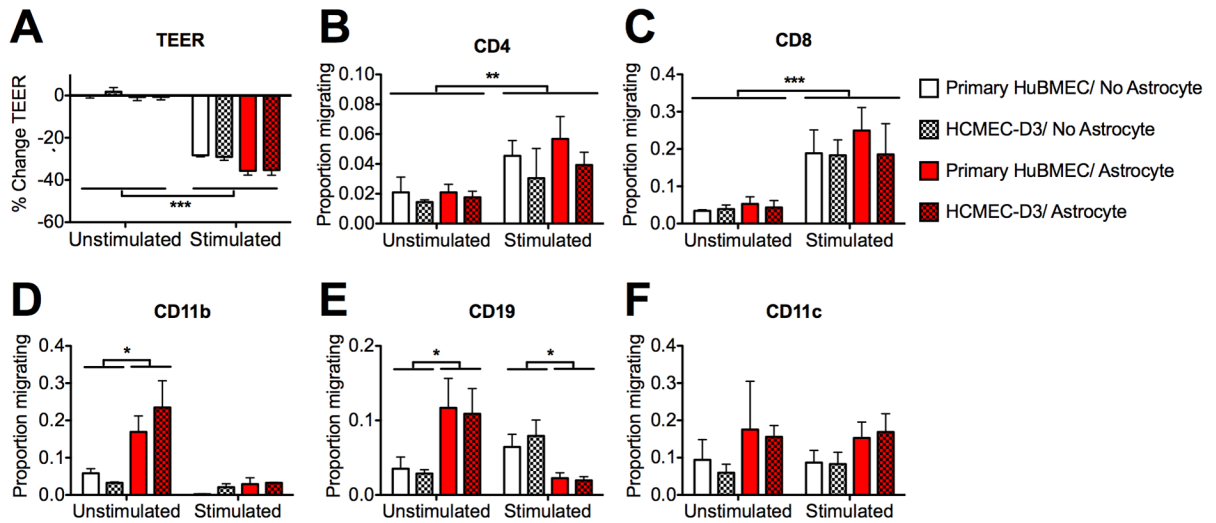 A
TEER
% Change TEER
0
-20
-40
-60
***
Unstimulated Stimulated
B
CD4
Proportion migrating
0.10
0.08
0.06
0.04
0.02
0.00
**
Unstimulated Stimulated
C
CD8
Proportion migrating
0.4
0.3
0.2
0.1
0.0
***
Unstimulated Stimulated
Primary HuBMEC/ No Astrocyte
HCMEC-D3/ No Astrocyte
Primary HuBMEC/ Astrocyte
HCMEC-D3/ Astrocyte
D
CD11b
Proportion migrating
0.4
0.3
0.2
0.1
0.0
*
Unstimulated Stimulated
E
CD19
Proportion migrating
0.2
0.1
0.0
* *
Unstimulated Stimulated
F
CD11c
Proportion migrating
0.4
0.3
0.2
0.1
0.0
Unstimulated Stimulated